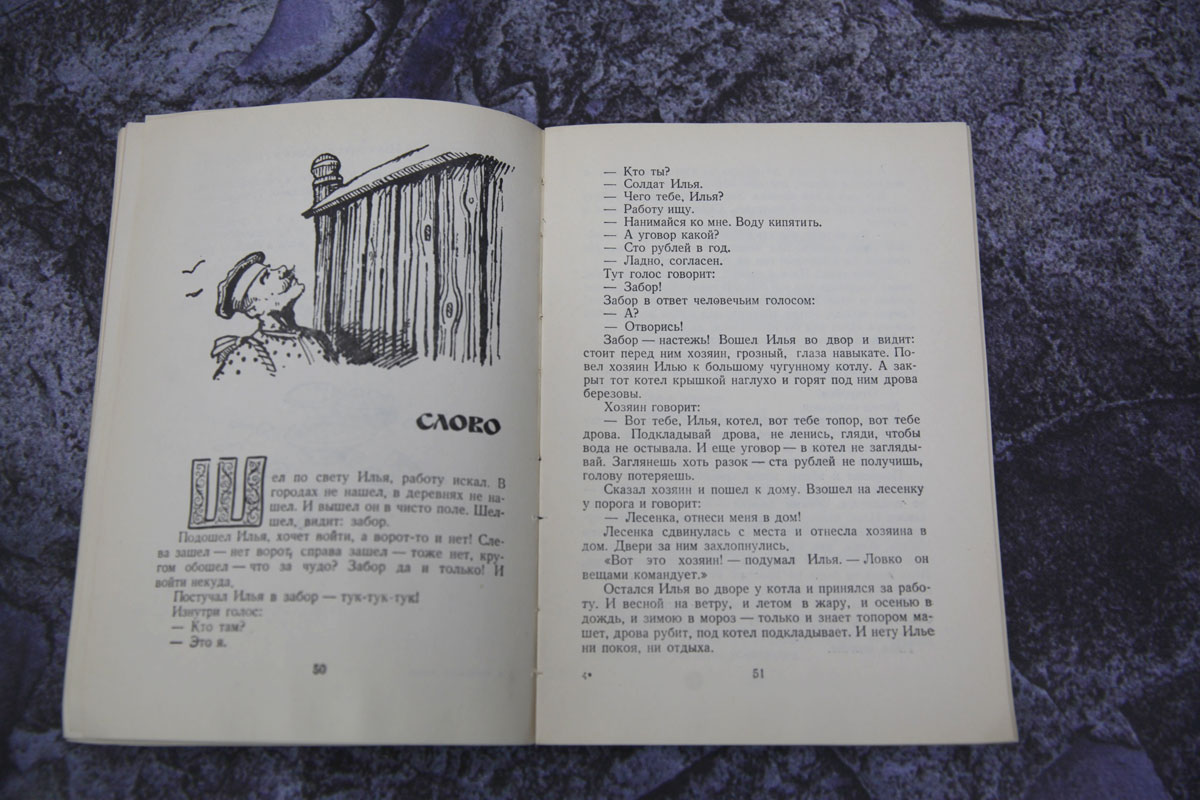 СЛОВО
Шел по свету Илья, работу искал. В
городах не нашел, в деревнях не на-
шел. И вышел он в чисто поле. Шел-
шел, видит: забор.
Подошел Илья, хочет войти, а ворот-то и нет! Сле-
ва зашел — нет ворот, справа зашел — тоже нет, кру-
гом обошел — что за чудо? Забор да и только! И
войти некуда.
Постучал Илья в забор — тук-тук-тук!
Изнутри голос:
— Кто там?
— Это я.
50
— Кто ты?
— Солдат Илья.
— Чего тебе, Илья?
— Работу ищу.
— Нанимайся ко мне. Воду кипятить.
— А уговор какой?
— Сто рублей в год.
— Ладно, согласен.
Тут голос говорит:
— Забор!
Забор в ответ человечьим голосом:
— А?
— Отворись!
Забор — настежь! Вошел Илья во двор и видит:
стоит перед ним хозяин, грозный, глаза навыкате. По-
вел хозяин Илью к большому чугунному котлу. А зак-
рыт тот котел крышкой наглухо и горят под ним дрова
березовы.
Хозяин говорит:
— Вот тебе, Илья, котел, вот тебе топор, вот тебе
дрова. Подкладывай дрова, не ленись, гляди, чтобы
вода не остывала. И еще уговор — в котел не загляды-
вай. Заглянешь хоть разок — ста рублей не получишь,
голову потеряешь.
Сказал хозяин и пошел к дому. Взошел на лесенку
у порога и говорит:
— Лесенка, отнеси меня в дом!
Лесенка сдвинулась с места и отнесла хозяина в
дом. Двери за ним захлопнулись.
«Вот это хозяин! — подумал Илья. — Ловко он
вещами командует.»
Остался Илья во дворе у котла и принялся за рабо-
ту. И весной на ветру, и летом в жару, и осенью в
дождь, и зимою в мороз — только и знает топором ма-
шет, дрова рубит, под котел подкладывает. И нету Илье
ни покоя, ни отдыха.
4*
51